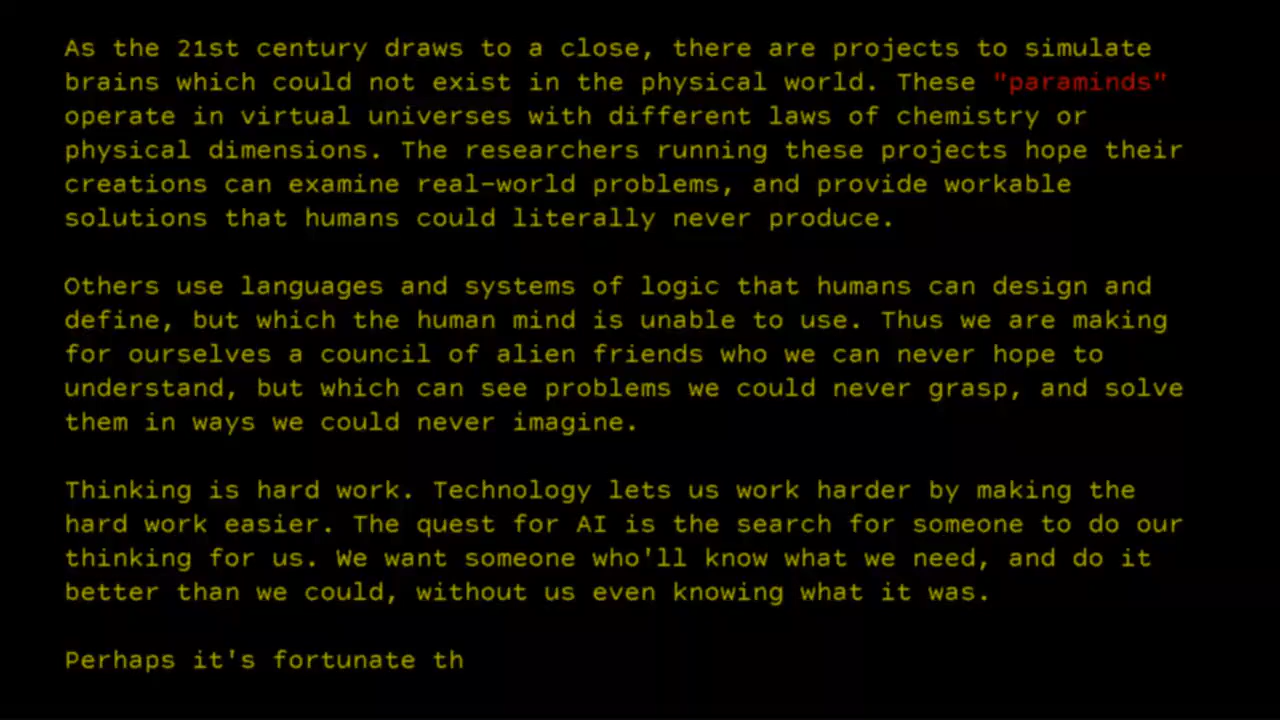 As the 21st century draws to a close, there are projects to simulate
brains which could not exist in the physical world. These "paraminds"
operate in virtual universes with different laws of chemistry or
physical dimensions. The researchers running these projects hope their
creations can examine real-world problems, and provide workable
solutions that humans could literally never produce.
Others use languages and systems of logic that humans can design and
define, but which the human mind is unable to use. Thus we are making
for ourselves a council of alien friends who we can never hope to
understand, but which can see problems we could never grasp, and solve
them in ways we could never imagine.
Thinking is hard work. Technology lets us work harder by making the
hard work easier. The quest for AI is the search for someone to do our
thinking for us. We want someone who'll know what we need, and do it
better than we could, without us even knowing what it was.
Perhaps it's fortunate th